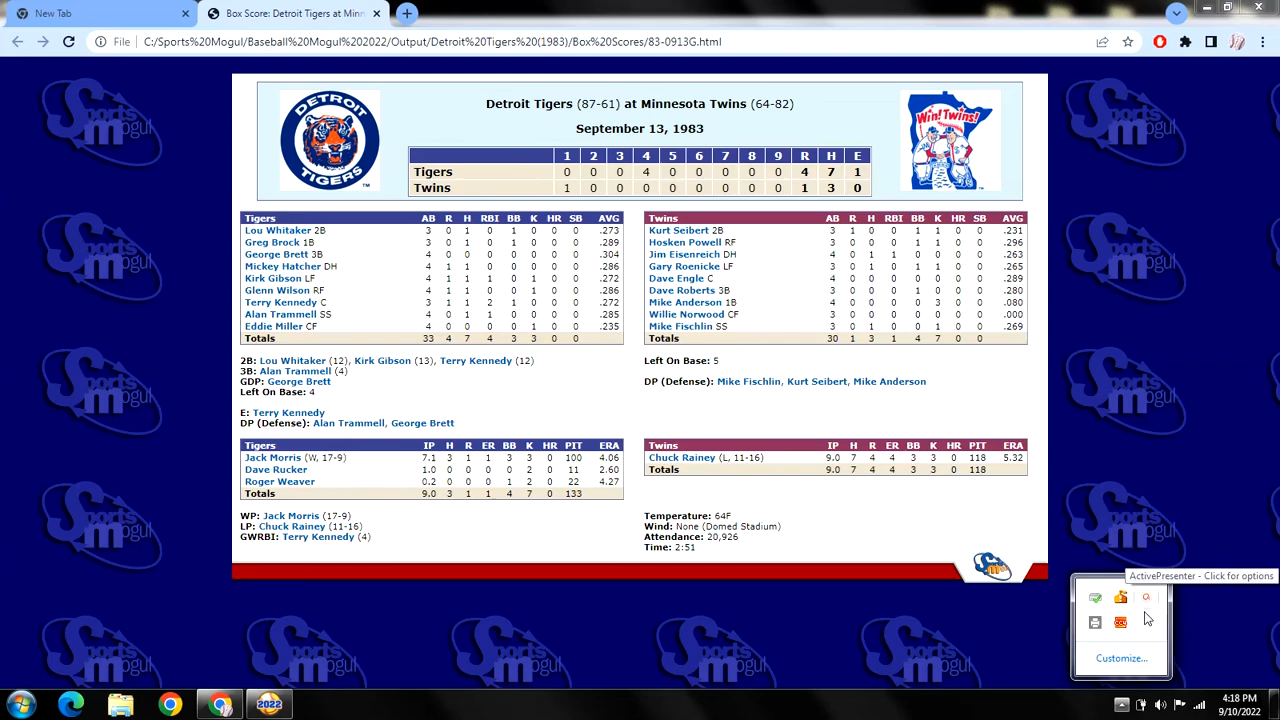 New Tab
Box Score: Detroit Tigers at Minn
File C:/Sports%20Mogul/Baseball%20Mogul%202022/Output/Detroit%20Tigers%20(1983)/Box%20Scores/83-0913G.html
DETROIT TIGERS
Detroit Tigers (87-61) at Minnesota Twins (64-82)
September 13, 1983
Win! Twins!
1 2 3 4 5 6 7 8 9 R H E
Tigers 0 0 0 4 0 0 0 0 0 4 7 1
Twins 1 0 0 0 0 0 0 0 0 1 3 0
Tigers AB R H RBI BB K HR SB AVG
Lou Whitaker 2B 3 0 1 0 1 0 0 0 .273
Greg Brock 1B 3 0 0 0 1 0 0 0 .289
George Brett 3B 4 0 0 0 0 0 0 0 .304
Mickey Hatcher DH 4 1 1 0 0 0 0 0 .286
Kirk Gibson LF 4 1 1 1 0 1 0 0 .272
Glenn Wilson RF 4 1 1 0 0 1 0 0 .286
Terry Kennedy C 3 1 1 2 1 0 0 0 .272
Alan Trammell SS 4 0 1 1 0 0 0 0 .285
Eddie Miller CF 4 0 0 0 0 1 0 0 .235
Totals 33 4 7 4 3 3 0 0
2B: Lou Whitaker (12), Kirk Gibson (13), Terry Kennedy (12)
3B: Alan Trammell (4)
GDP: George Brett
Left On Base: 4
E: Terry Kennedy
DP (Defense): Alan Trammell, George Brett
Twins AB R H RBI BB K HR SB AVG
Kurt Seibert 2B 3 1 0 0 1 1 0 0 .231
Hosken Powell RF 3 0 1 0 1 0 0 0 .296
Jim Eisenreich DH 4 0 1 1 0 0 0 0 .263
Gary Roenicke LF 3 0 0 0 1 1 0 0 .265
Dave Engle C 4 0 0 0 0 0 0 0 .289
Dave Roberts 3B 3 0 0 0 1 0 0 0 .280
Mike Anderson 1B 4 0 0 0 0 3 0 0 .080
Willie Norwood CF 3 0 0 0 0 1 0 0 .000
Mike Fischlin SS 3 0 1 0 0 1 0 0 .269
Totals 30 1 3 1 4 7 0 0
Left On Base: 5
DP (Defense): Mike Fischlin, Kurt Seibert, Mike Anderson
Tigers IP H R ER BB K HR PIT ERA
Jack Morris (W, 17-9) 7.1 3 1 1 3 3 0 100 4.06
Dave Rucker 1.0 0 0 0 0 2 0 11 2.60
Roger Weaver 0.2 0 0 0 1 2 0 22 4.27
Totals 9.0 3 1 1 4 7 0 133
Twins IP H R ER BB K HR PIT ERA
Chuck Rainey (L, 11-16) 9.0 7 4 4 3 3 0 118 5.32
Totals 9.0 7 4 4 3 3 0 118
WP: Jack Morris (17-9)
LP: Chuck Rainey (11-16)
GWRBI: Terry Kennedy (4)
Temperature: 64F
Wind: None (Domed Stadium)
Attendance: 20,926
Time: 2:51
ActivePresenter - Click for options
Customize...
2022
4:18 PM
9/10/2022